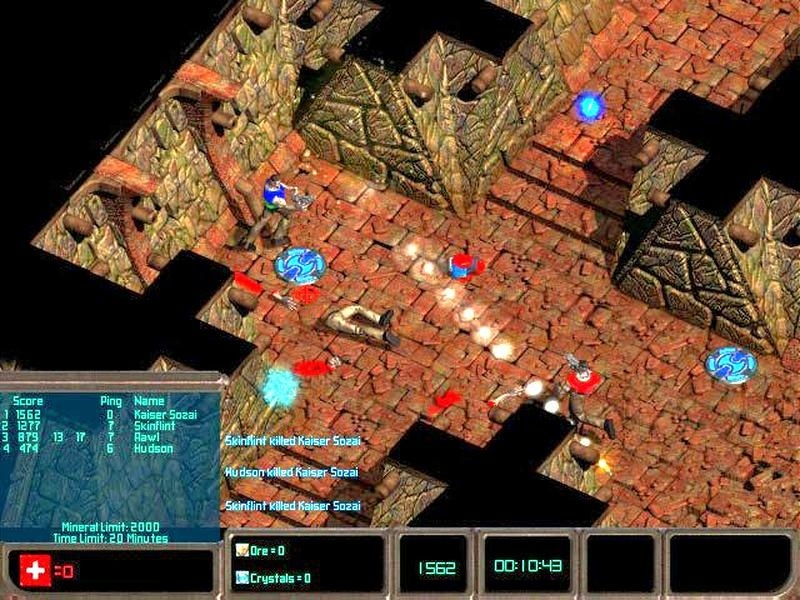 Score Ping Name
1 1562 0 Kaiser Sozai
2 1277 7 Skinflint
3 879 13 17 7 Rawl
4 474 6 Hudson
Mineral Limit: 2000
Time Limit: 20 Minutes
Skinflint killed Kaiser Sozai
Hudson killed Kaiser Sozai
Skinflint killed Kaiser Sozai
=0
Ore = 0
Crystals = 0
1562
00:10:43